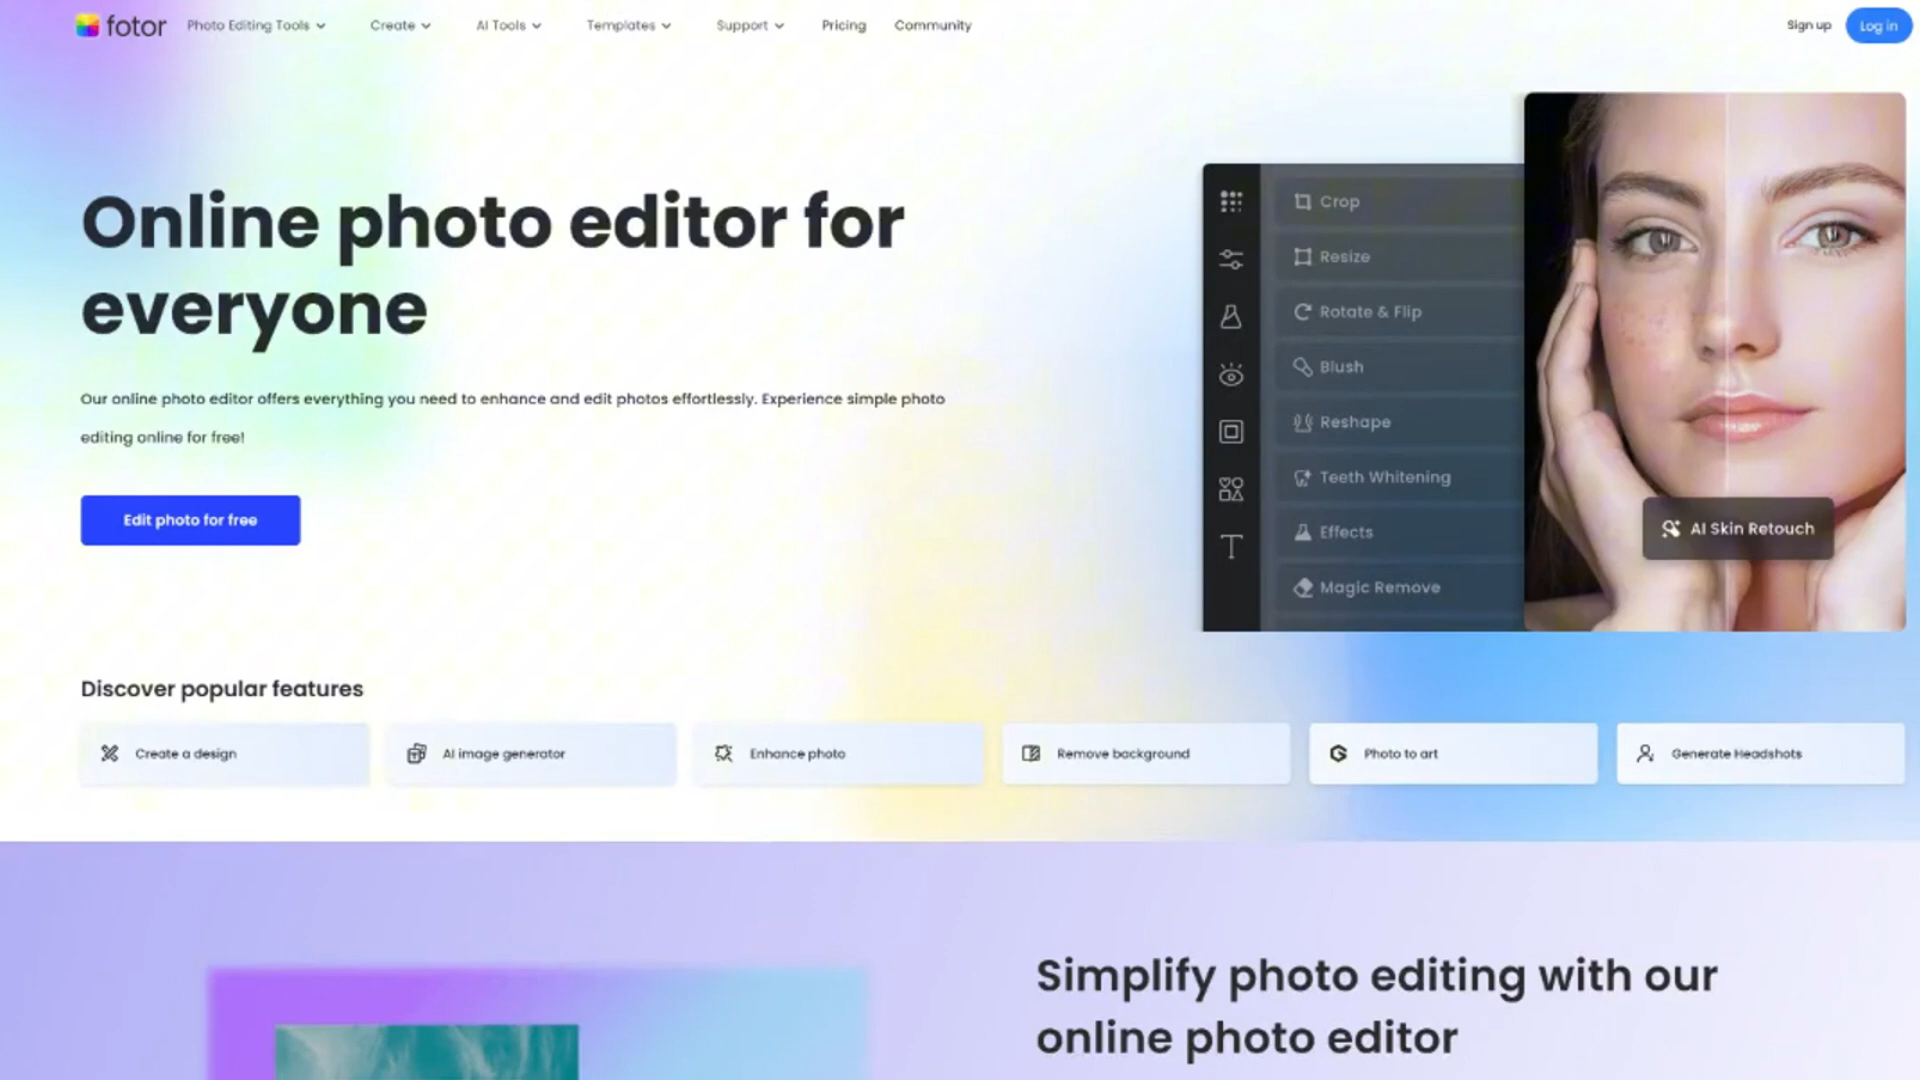 fotor Photo Editing Tools Create AI Tools Templates Support Pricing Community Sign up Log in
Online photo editor for
everyone
Our online photo editor offers everything you need to enhance and edit photos effortlessly. Experience simple photo
editing online for free!
Edit photo for free
Crop
Resize
Rotate & Flip
Blush
Reshape
Teeth Whitening
Effects
Magic Remove
AI Skin Retouch
Discover popular features
Create a design
AI image generator
Enhance photo
Remove background
Photo to art
Generate Headshots
Simplify photo editing with our
online photo editor